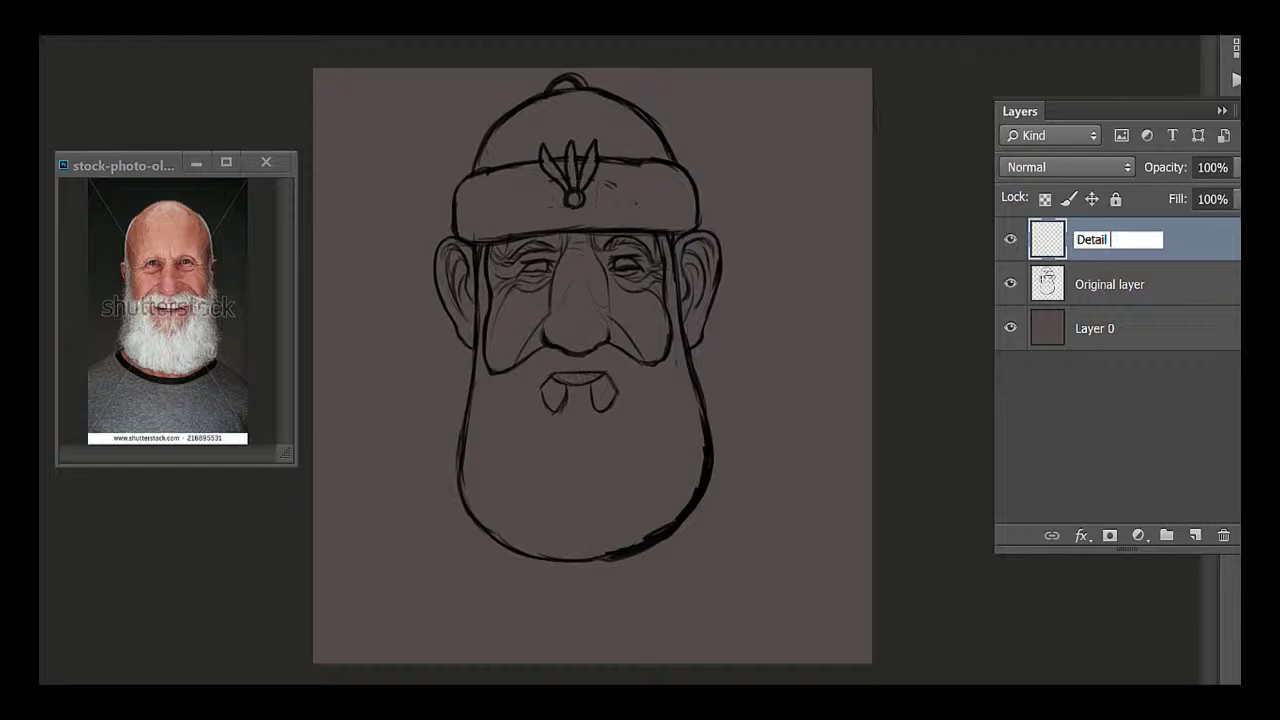 stock-photo-ol...
shutterstock
www.shutterstock.com · 216895531
Layers
Kind
Normal
Opacity: 100%
Lock:
Fill: 100%
Detail
Original layer
Layer 0
fx